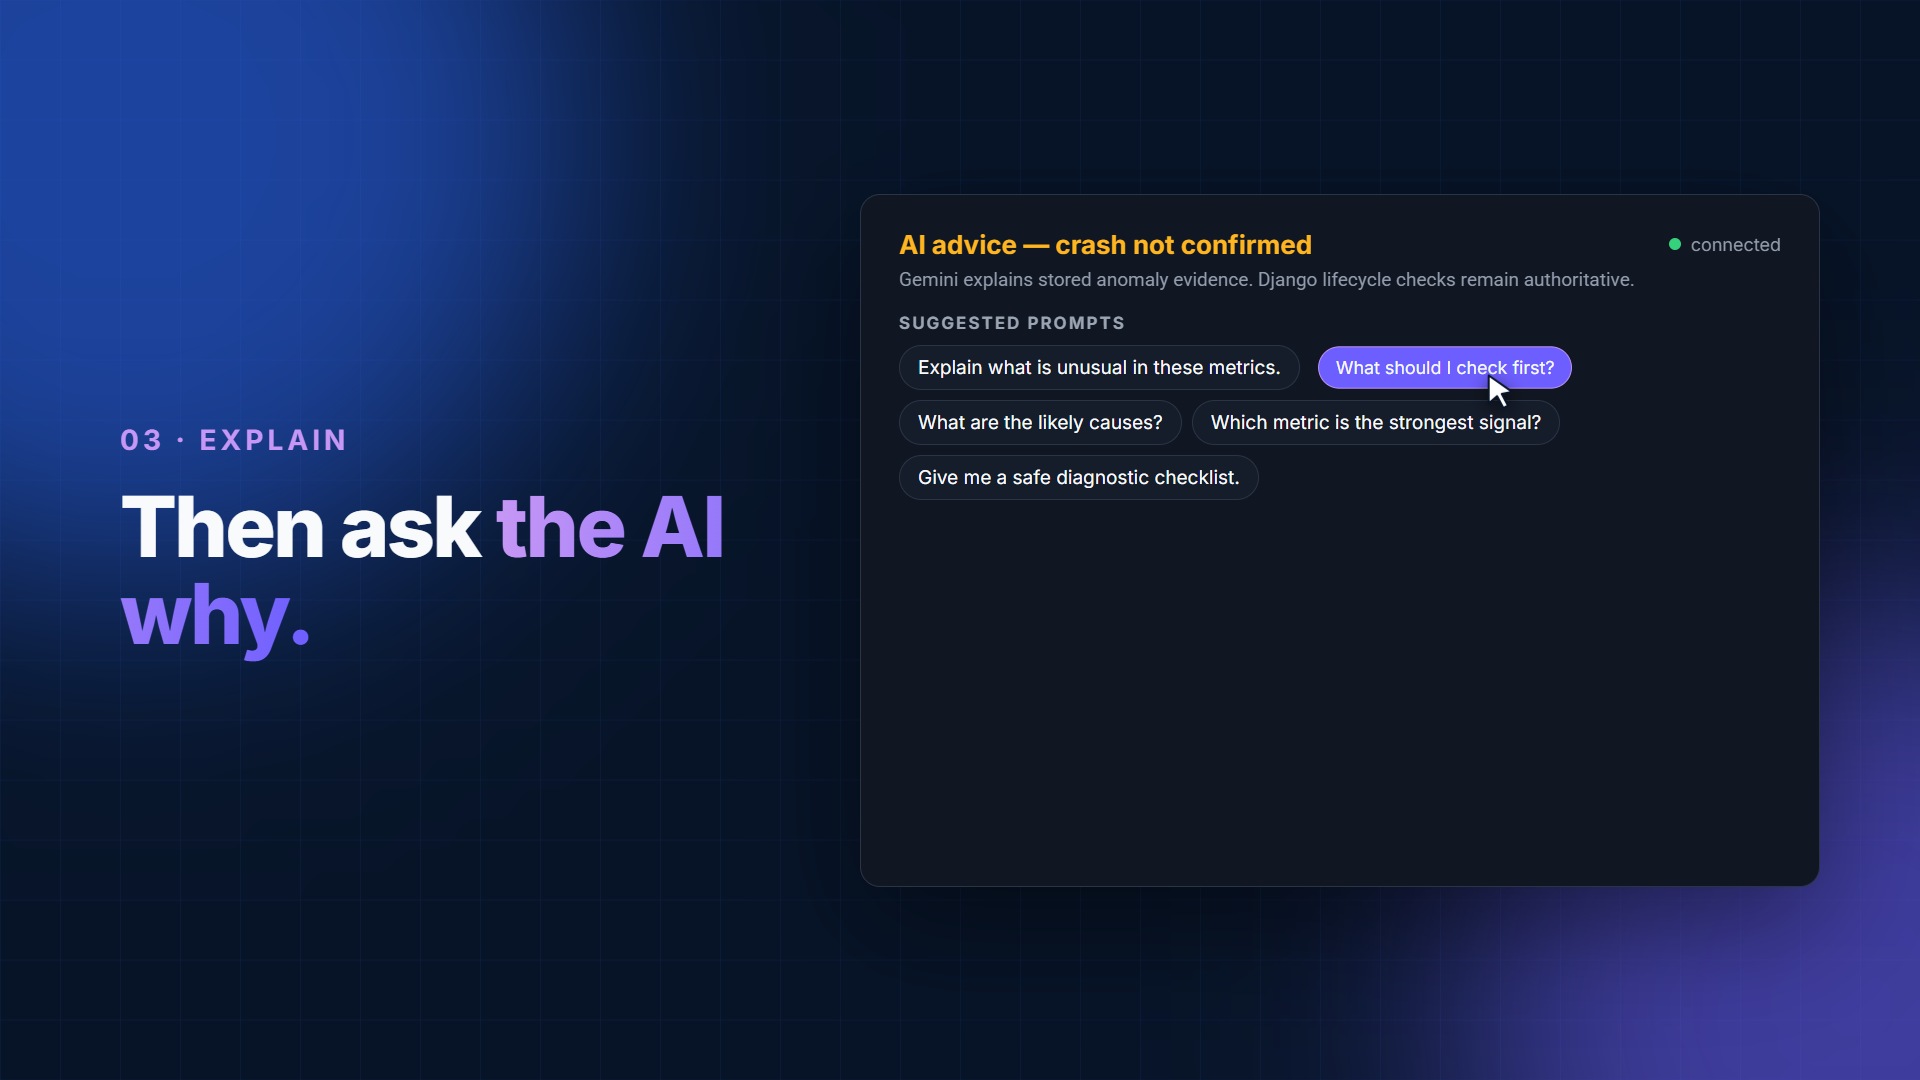 03 · EXPLAIN
Then ask the AI
why.
AI advice — crash not confirmed
connected
Gemini explains stored anomaly evidence. Django lifecycle checks remain authoritative.
SUGGESTED PROMPTS
Explain what is unusual in these metrics.
What should I check first?
What are the likely causes?
Which metric is the strongest signal?
Give me a safe diagnostic checklist.